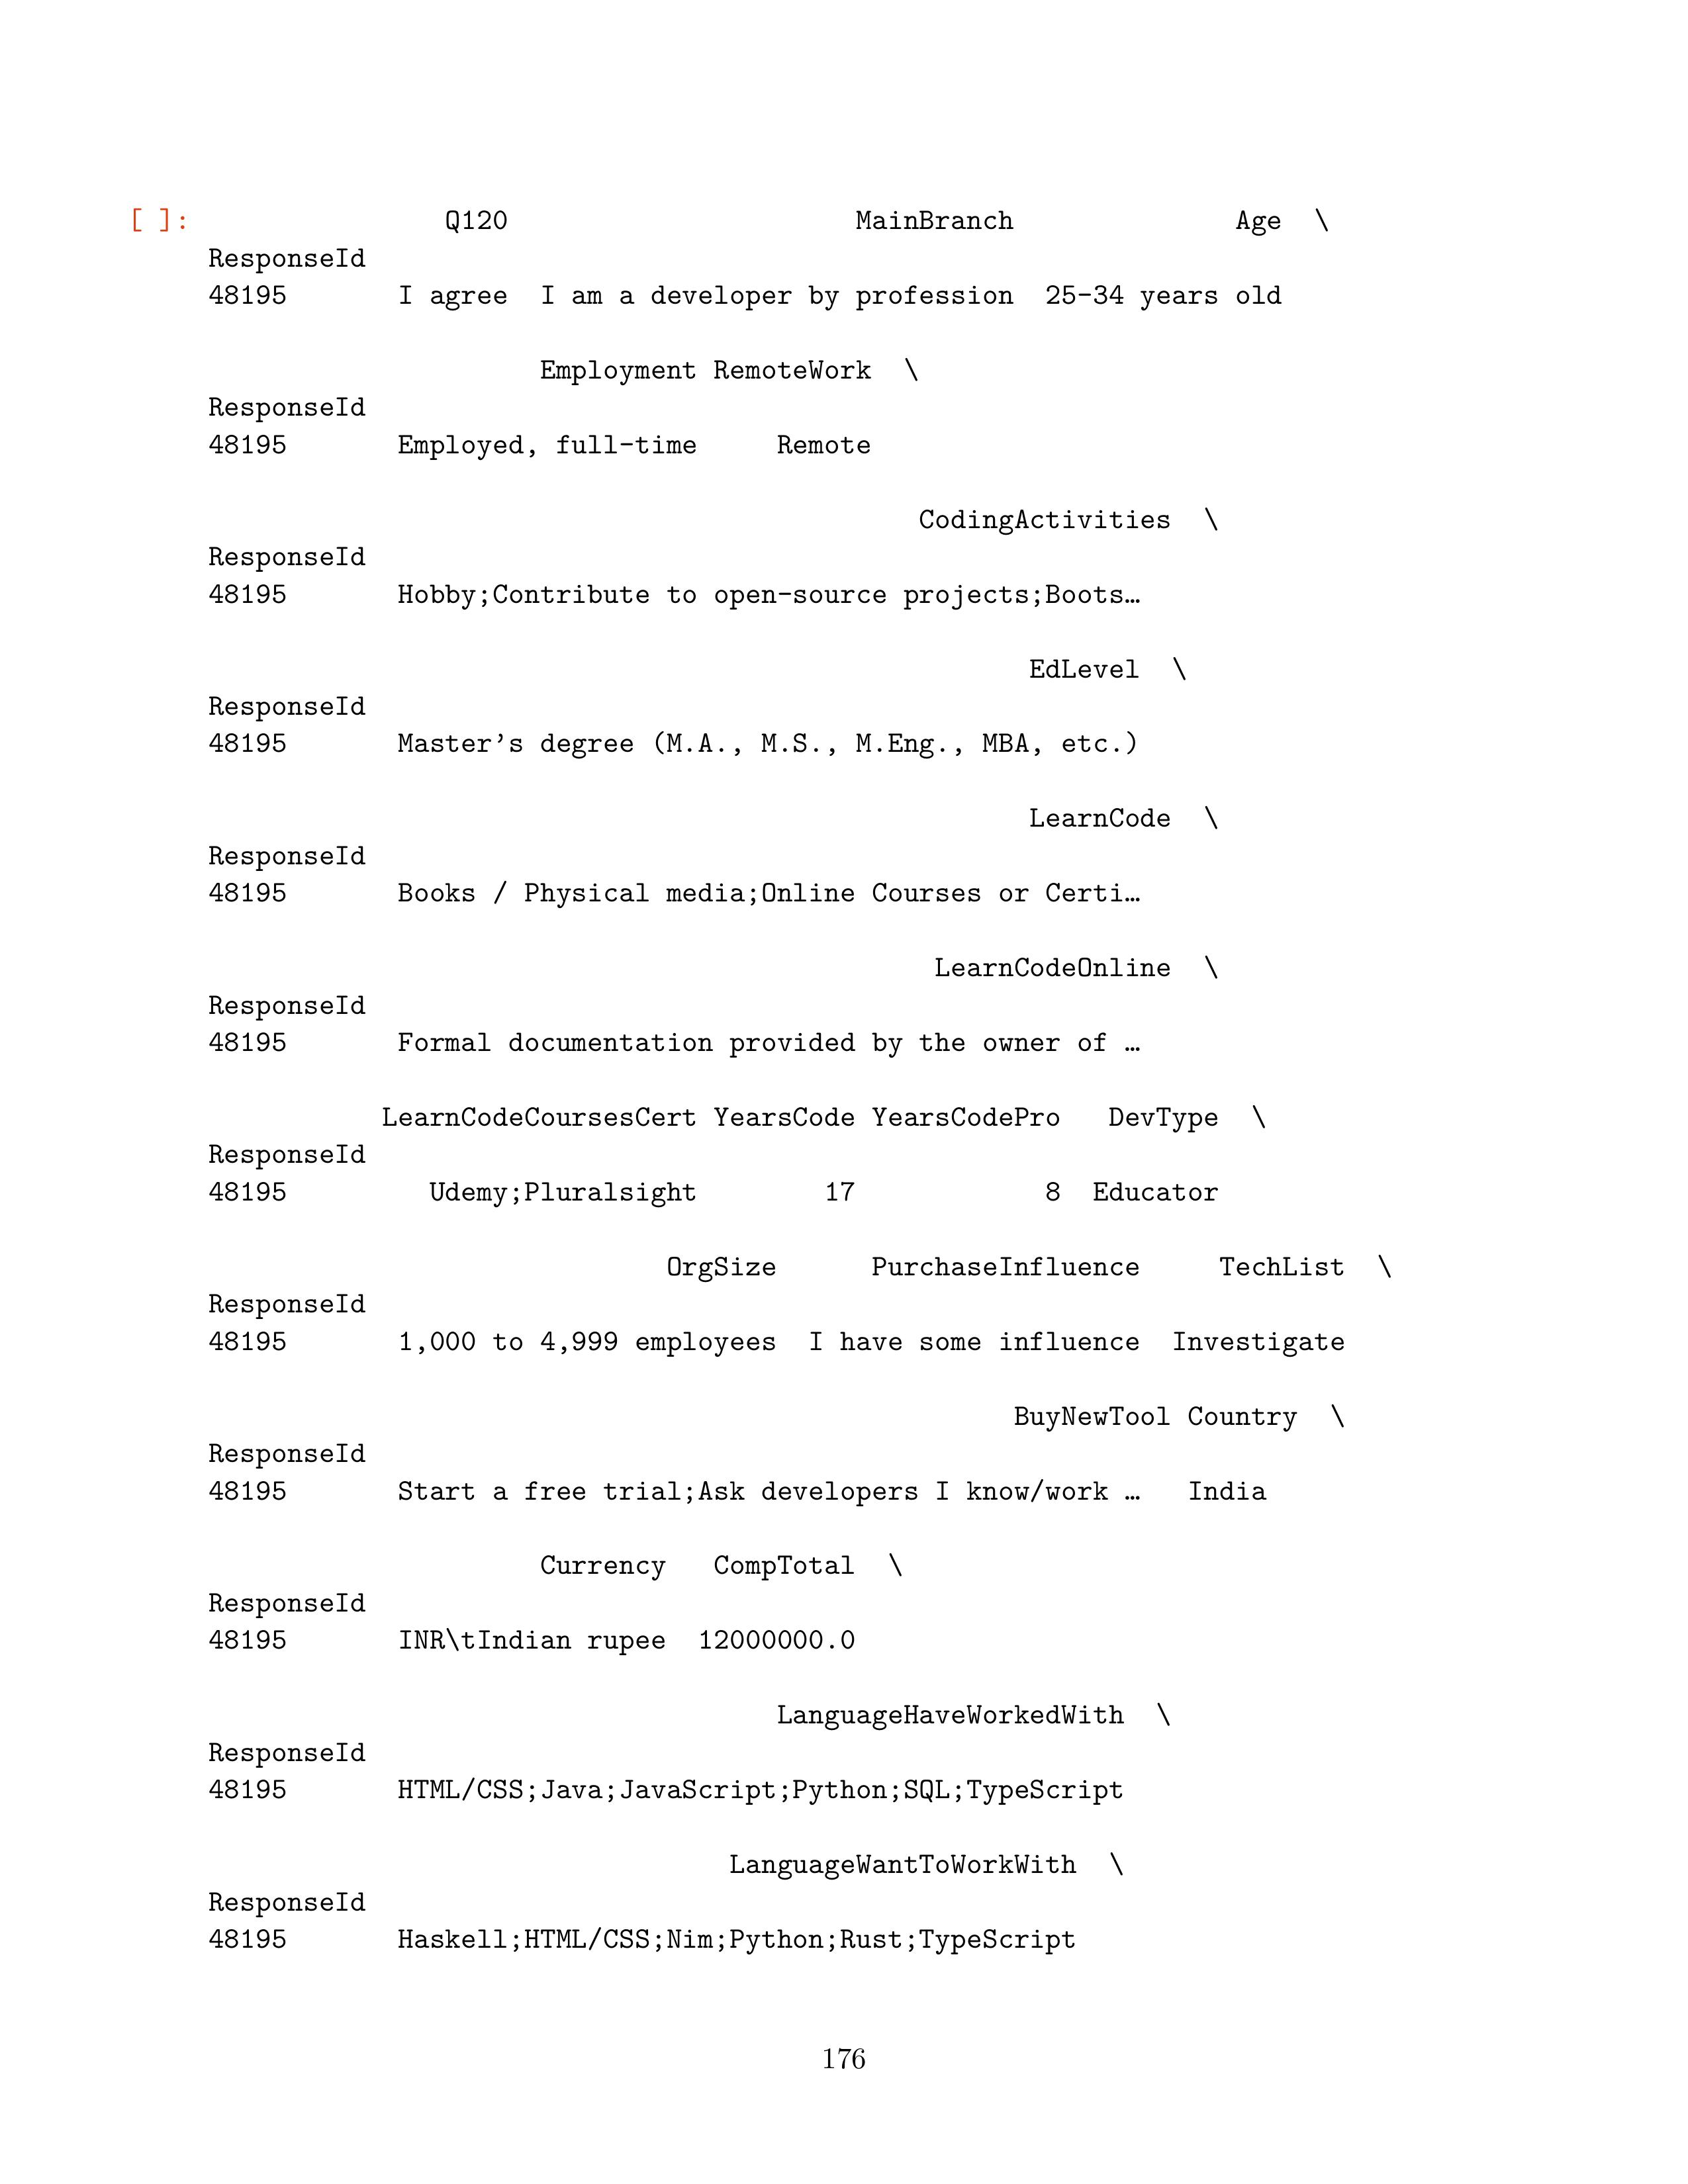 [ ]:                Q120                      MainBranch              Age  \
ResponseId
48195       I agree  I am a developer by profession  25-34 years old
Employment RemoteWork  \
ResponseId
48195       Employed, full-time     Remote
CodingActivities  \
ResponseId
48195       Hobby;Contribute to open-source projects;Boots…
EdLevel  \
ResponseId
48195       Master's degree (M.A., M.S., M.Eng., MBA, etc.)
LearnCode  \
ResponseId
48195       Books / Physical media;Online Courses or Certi…
LearnCodeOnline  \
ResponseId
48195       Formal documentation provided by the owner of …
LearnCodeCoursesCert YearsCode YearsCodePro   DevType  \
ResponseId
48195         Udemy;Pluralsight        17            8  Educator
OrgSize      PurchaseInfluence     TechList  \
ResponseId
48195       1,000 to 4,999 employees  I have some influence  Investigate
BuyNewTool Country  \
ResponseId
48195       Start a free trial;Ask developers I know/work …   India
Currency   CompTotal  \
ResponseId
48195       INR\tIndian rupee  12000000.0
LanguageHaveWorkedWith  \
ResponseId
48195       HTML/CSS;Java;JavaScript;Python;SQL;TypeScript
LanguageWantToWorkWith  \
ResponseId
48195       Haskell;HTML/CSS;Nim;Python;Rust;TypeScript
176